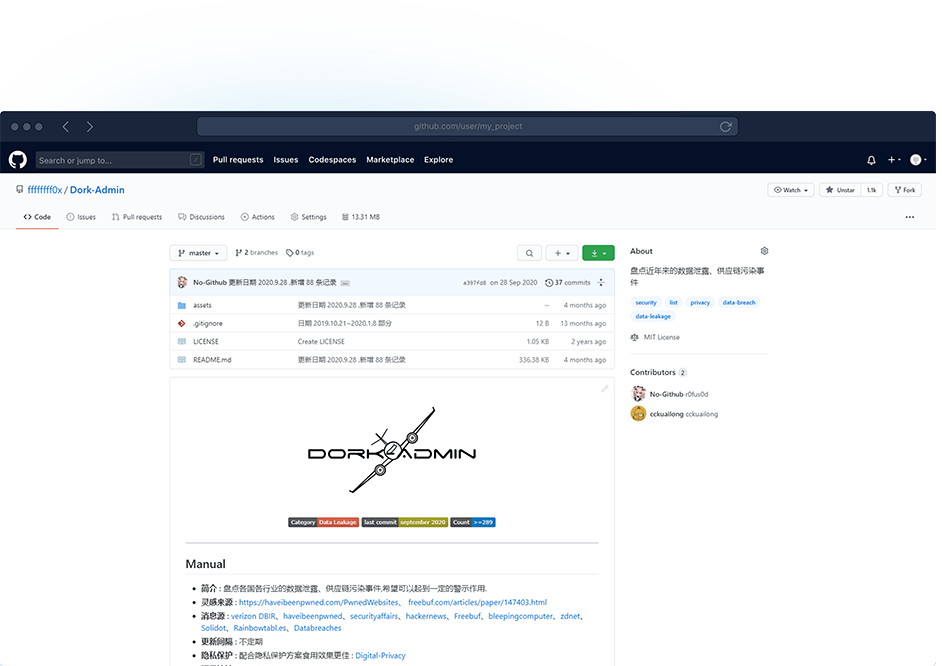 github.com/user/my_project
Search or jump to... /
Pull requests Issues Codespaces Marketplace Explore
ffffffff0x / Dork-Admin
Watch Unstar 1.1k Fork
Code Issues Pull requests Discussions Actions Settings 13.31 MB
master 2 branches 0 tags
No-Github 更新日期 2020.9.28 ,新增 88 条记录 a397fd8 on 28 Sep 2020 37 commits
assets 更新日期 2020.9.28 ,新增 88 条记录 4 months ago
.gitignore 日期 2019.10.21~2020.1.8 部分 12 B 13 months ago
LICENSE Create LICENSE 1.05 KB 2 years ago
README.md 更新日期 2020.9.28 ,新增 88 条记录 336.38 KB 4 months ago
DORK ADMIN
Category Data Leakage last commit september 2020 Count >=289
Manual
简介 : 盘点各国各行业的数据泄露、供应链污染事件,希望可以起到一定的警示作用.
灵感来源 : https://haveibeenpwned.com/PwnedWebsites、 freebuf.com/articles/paper/147403.html
消息源 : verizon DBIR、haveibeenpwned、securityaffairs、hackernews、Freebuf、bleepingcomputer、zdnet、
Solidot、Rainbowtabl.es、Databreaches
更新间隔 : 不定期
隐私保护 : 配合隐私保护方案食用效果更佳 : Digital-Privacy
About
盘点近年来的数据泄露、供应链污染事
件
security list privacy data-breach
data-leakage
MIT License
Contributors 2
No-Github r0fus0d
cckuailong cckuailong